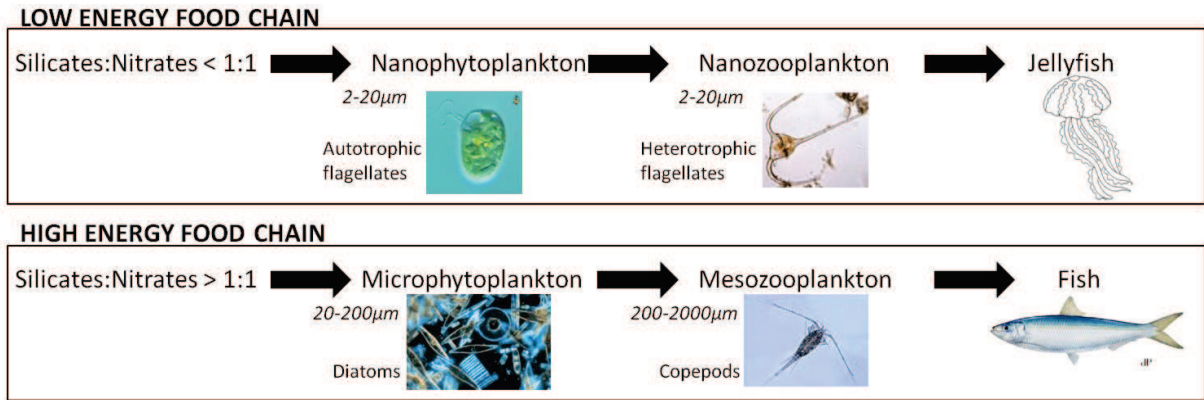 LOW ENERGY FOOD CHAIN
Silicates:Nitrates < 1:1
Nanophytoplankton
Nanozooplankton
Jellyfish
2-20µm
2-20µm
Autotrophic
flagellates
Heterotrophic
flagellates
HIGH ENERGY FOOD CHAIN
Silicates:Nitrates > 1:1
Microphytoplankton
Mesozooplankton
Fish
20-200µm
200-2000µm
Diatoms
Copepods